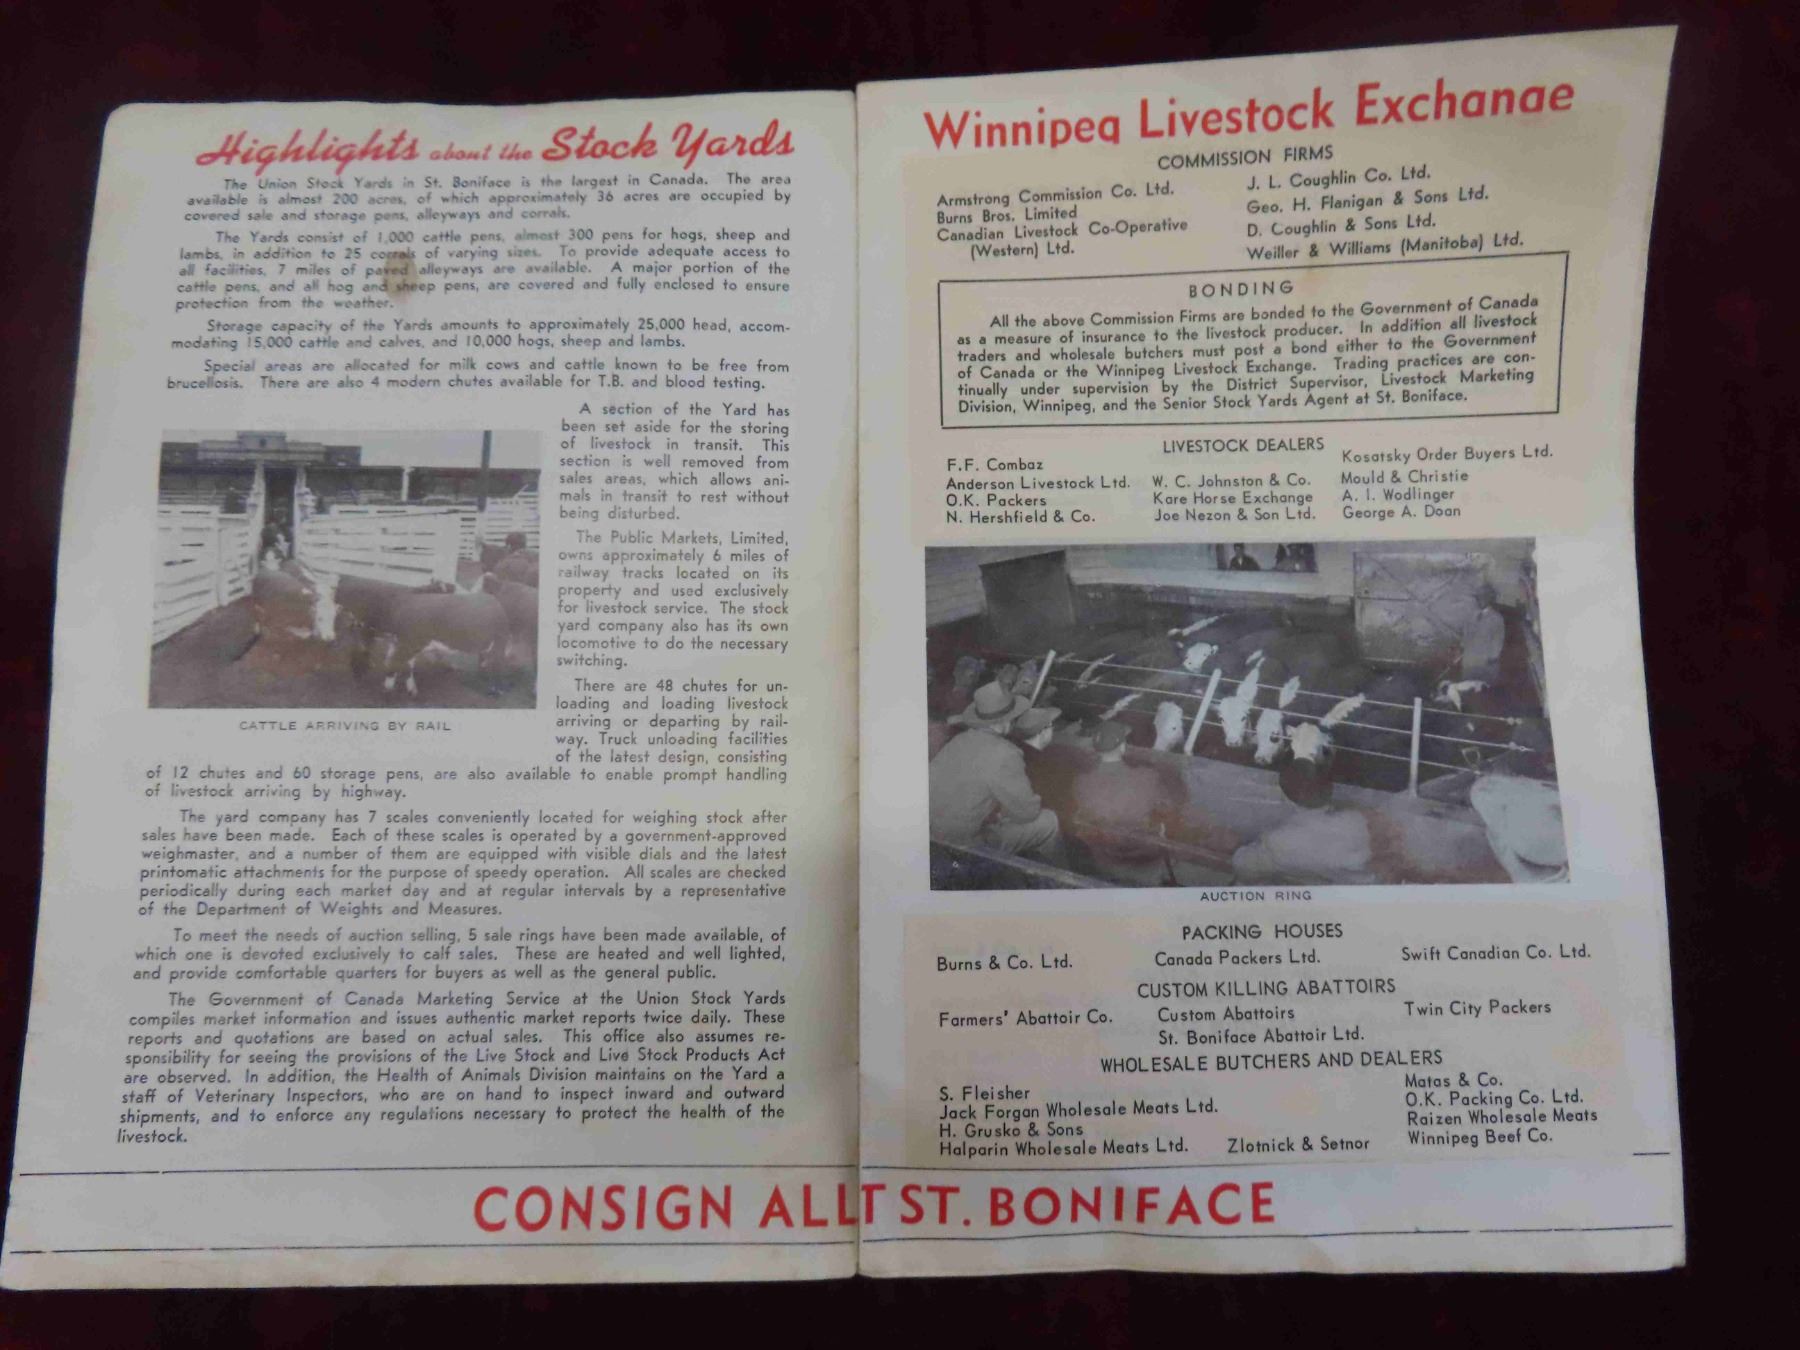 Highlights about the Stock Yards
The Union Stock Yards in St. Boniface is the largest in Canada. The area
available is almost 200 acres, of which approximately 36 acres are occupied by
covered sale and storage pens, alleyways and corrals.
The Yards consist of 1,000 cattle pens, almost 300 pens for hogs, sheep and
lambs, in addition to 25 corrals of varying sizes. To provide adequate access to
all facilities, 7 miles of paved alleyways are available. A major portion of the
cattle pens, and all hog and sheep pens, are covered and fully enclosed to ensure
protection from the weather.
Storage capacity of the Yards amounts to approximately 25,000 head, accom-
modating 15,000 cattle and calves, and 10,000 hogs, sheep and lambs.
Special areas are allocated for milk cows and cattle known to be free from
brucellosis. There are also 4 modern chutes available for T.B. and blood testing.
A section of the Yard has
been set aside for the storing
of livestock in transit. This
section is well removed from
sales areas, which allows ani-
mals in transit to rest without
being disturbed.
The Public Markets, Limited,
owns approximately 6 miles of
railway tracks located on its
property and used exclusively
for livestock service. The stock
yard company also has its own
locomotive to do the necessary
switching.
There are 48 chutes for un-
loading and loading livestock
arriving or departing by rail-
way. Truck unloading facilities
of the latest design, consisting
of 12 chutes and 60 storage pens, are also available to enable prompt handling
of livestock arriving by highway.
CATTLE ARRIVING BY RAIL
The yard company has 7 scales conveniently located for weighing stock after
sales have been made. Each of these scales is operated by a government-approved
weighmaster, and a number of them are equipped with visible dials and the latest
printomatic attachments for the purpose of speedy operation. All scales are checked
periodically during each market day and at regular intervals by a representative
of the Department of Weights and Measures.
To meet the needs of auction selling, 5 sale rings have been made available, of
which one is devoted exclusively to calf sales. These are heated and well lighted,
and provide comfortable quarters for buyers as well as the general public.
The Government of Canada Marketing Service at the Union Stock Yards
compiles market information and issues authentic market reports twice daily. These
reports and quotations are based on actual sales. This office also assumes re-
sponsibility for seeing the provisions of the Live Stock and Live Stock Products Act
are observed. In addition, the Health of Animals Division maintains on the Yard a
staff of Veterinary Inspectors, who are on hand to inspect inward and outward
shipments, and to enforce any regulations necessary to protect the health of the
livestock.
Winnipeg Livestock Exchange
COMMISSION FIRMS
Armstrong Commission Co. Ltd.
Burns Bros. Limited
Canadian Livestock Co-Operative
(Western) Ltd.
J. L. Coughlin Co. Ltd.
Geo. H. Flanigan & Sons Ltd.
D. Coughlin & Sons Ltd.
Weiller & Williams (Manitoba) Ltd.
BONDING
All the above Commission Firms are bonded to the Government of Canada
as a measure of insurance to the livestock producer. In addition all livestock
traders and wholesale butchers must post a bond either to the Government
of Canada or the Winnipeg Livestock Exchange. Trading practices are con-
tinually under supervision by the District Supervisor, Livestock Marketing
Division, Winnipeg, and the Senior Stock Yards Agent at St. Boniface.
LIVESTOCK DEALERS
F.F. Combaz
Anderson Livestock Ltd.
O.K. Packers
N. Hershfield & Co.
W. C. Johnston & Co.
Kare Horse Exchange
Joe Nezon & Son Ltd.
Kosatsky Order Buyers Ltd.
Mould & Christie
A. I. Wodlinger
George A. Doan
AUCTION RING
PACKING HOUSES
Burns & Co. Ltd.
Canada Packers Ltd.
Swift Canadian Co. Ltd.
CUSTOM KILLING ABATTOIRS
Farmers' Abattoir Co.
Custom Abattoirs
St. Boniface Abattoir Ltd.
Twin City Packers
WHOLESALE BUTCHERS AND DEALERS
S. Fleisher
Jack Forgan Wholesale Meats Ltd.
H. Grusko & Sons
Halparin Wholesale Meats Ltd.
Zlotnick & Setnor
Matas & Co.
O.K. Packing Co. Ltd.
Raizen Wholesale Meats
Winnipeg Beef Co.
CONSIGN ALL T ST. BONIFACE